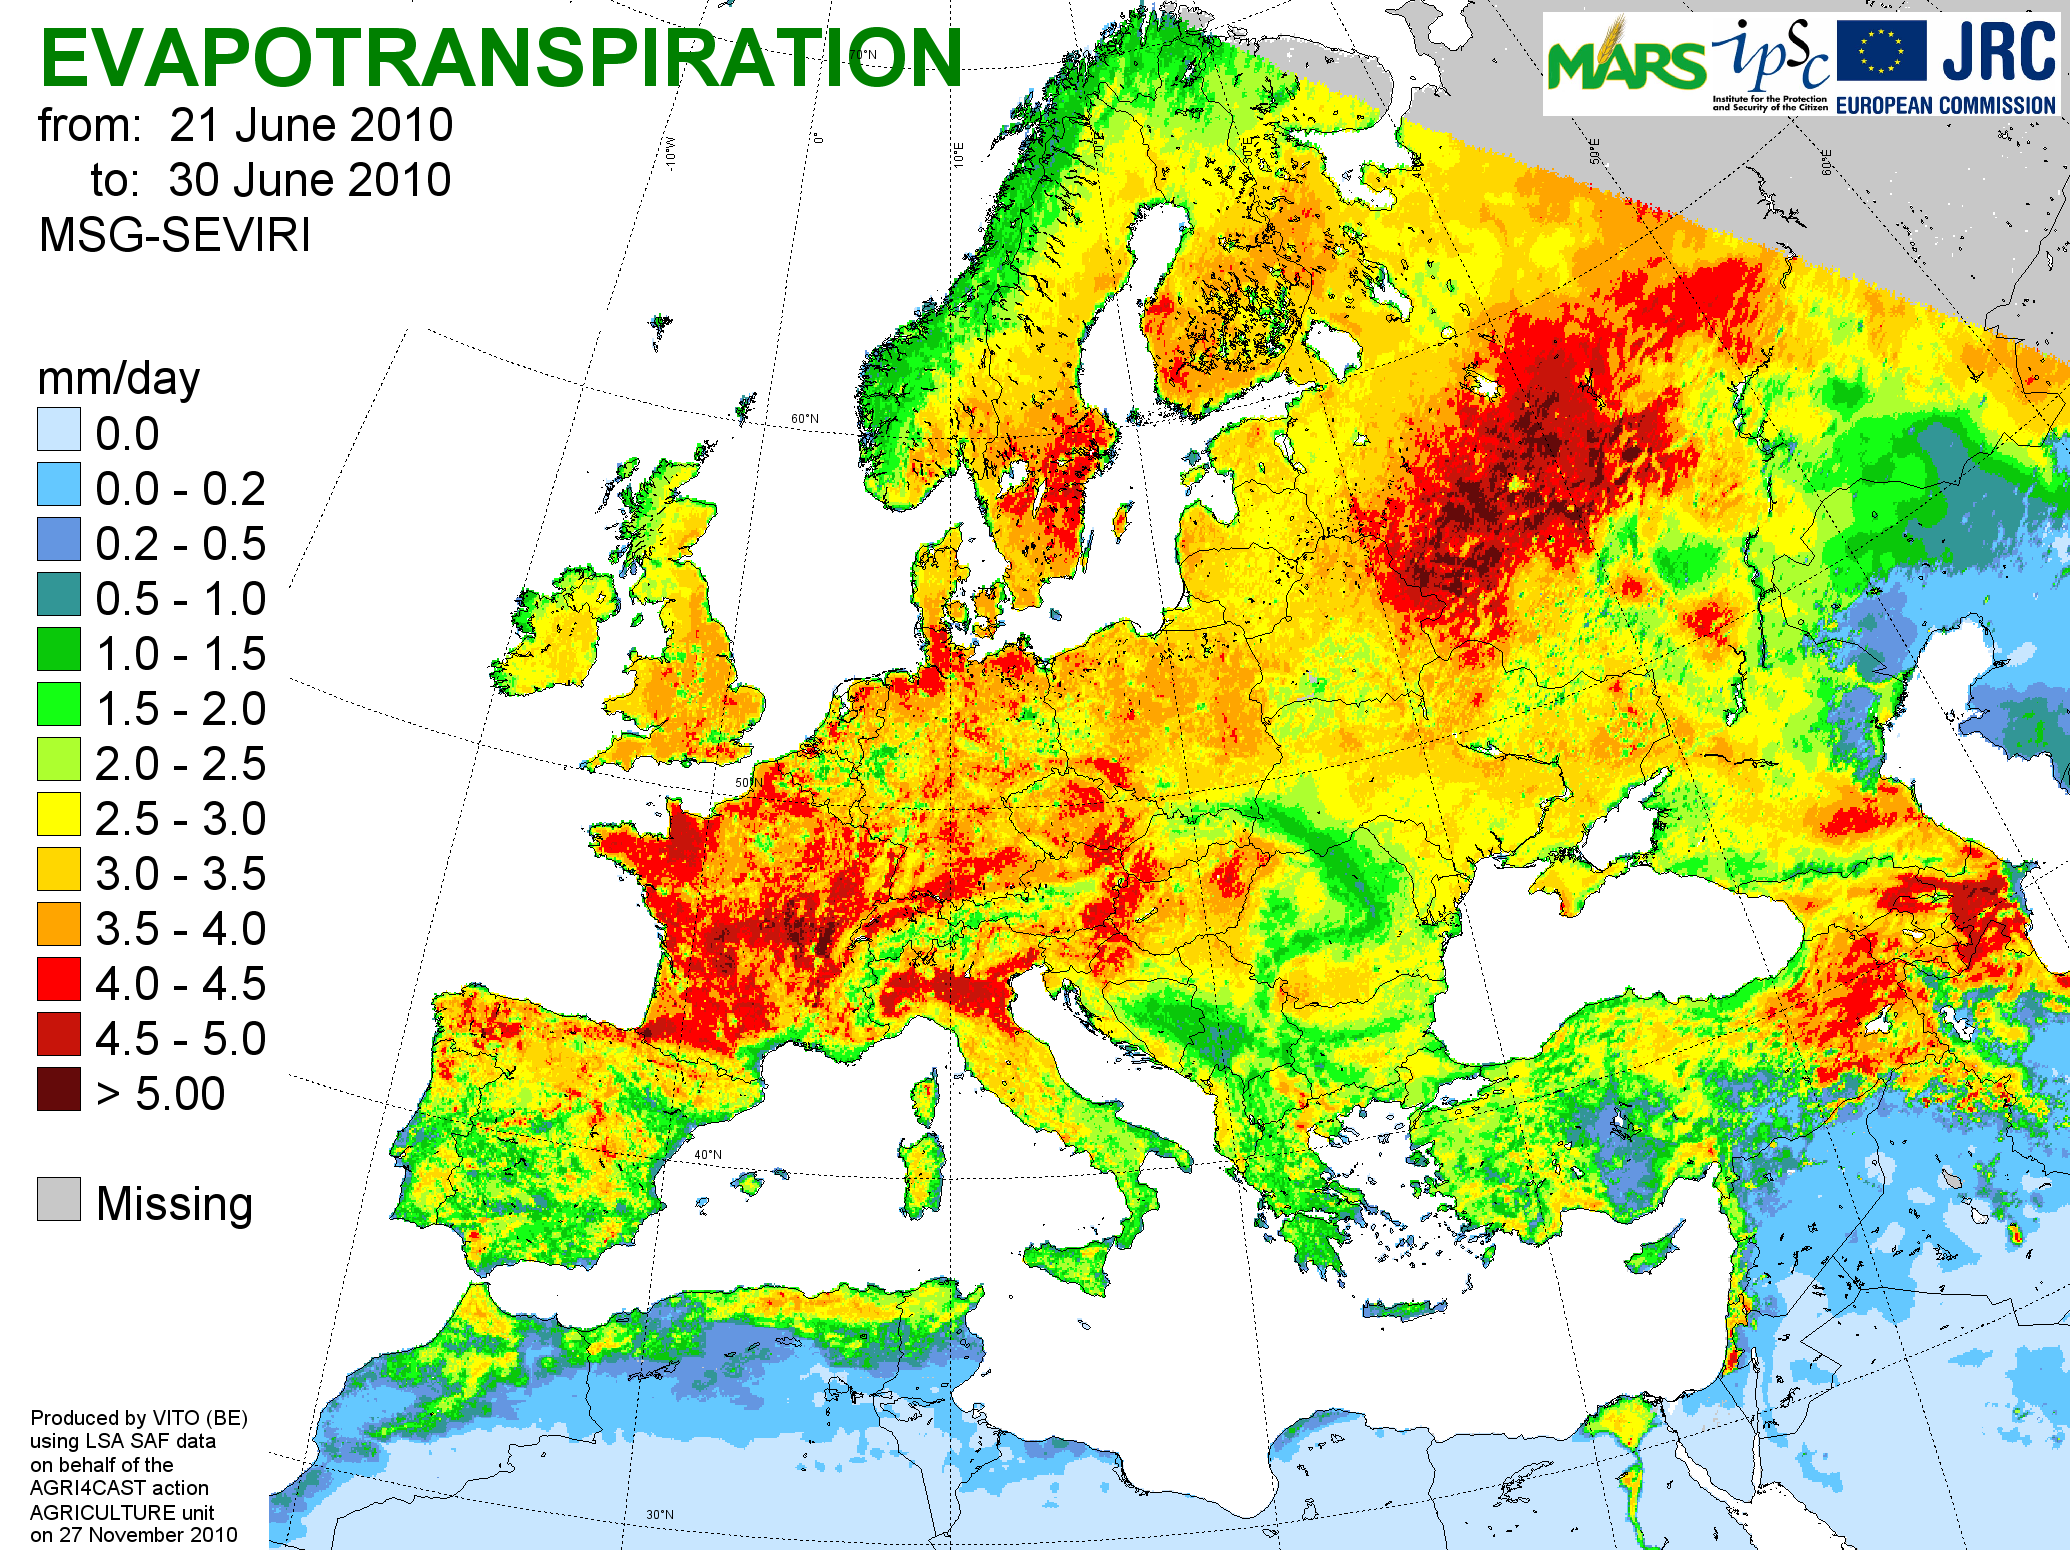 EVAPOTRANSPIRATION
from: 21 June 2010
to: 30 June 2010
MSG-SEVIRI
MARS
ipsc
Institute for the Protection
and Security of the Citizen
JRC
EUROPEAN COMMISSION
70°N
-10°W
0°
10°E
20°E
30°E
40°E
50°E
60°E
60°N
50°N
40°N
30°N
mm/day
0.0
0.0 - 0.2
0.2 - 0.5
0.5 - 1.0
1.0 - 1.5
1.5 - 2.0
2.0 - 2.5
2.5 - 3.0
3.0 - 3.5
3.5 - 4.0
4.0 - 4.5
4.5 - 5.0
> 5.00
Missing
Produced by VITO (BE)
using LSA SAF data
on behalf of the
AGRI4CAST action
AGRICULTURE unit
on 27 November 2010